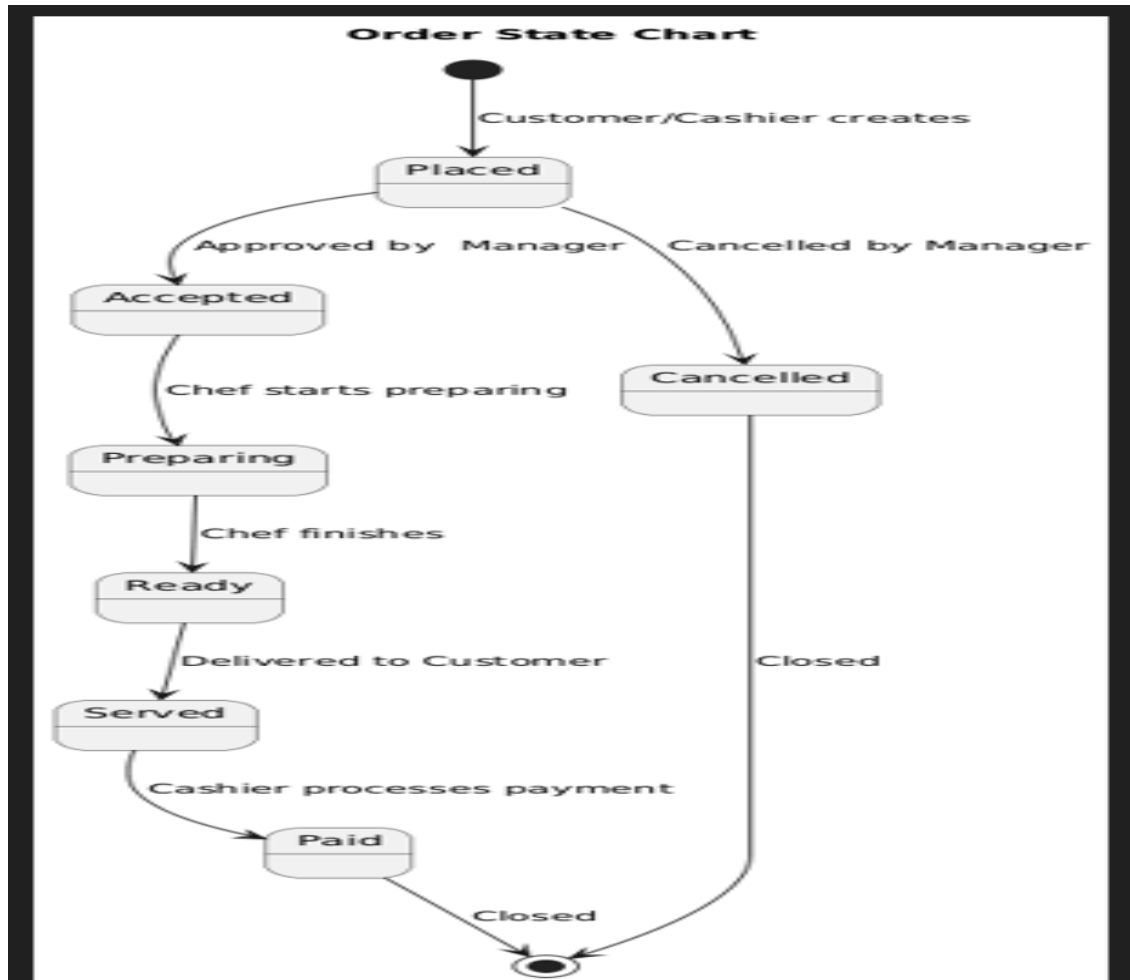 Order State Chart
Customer/Cashier creates
Placed
Approved by  Manager
Cancelled by Manager
Accepted
Cancelled
Chef starts preparing
Preparing
Chef finishes
Ready
Delivered to Customer
Closed
Served
Cashier processes payment
Paid
Closed